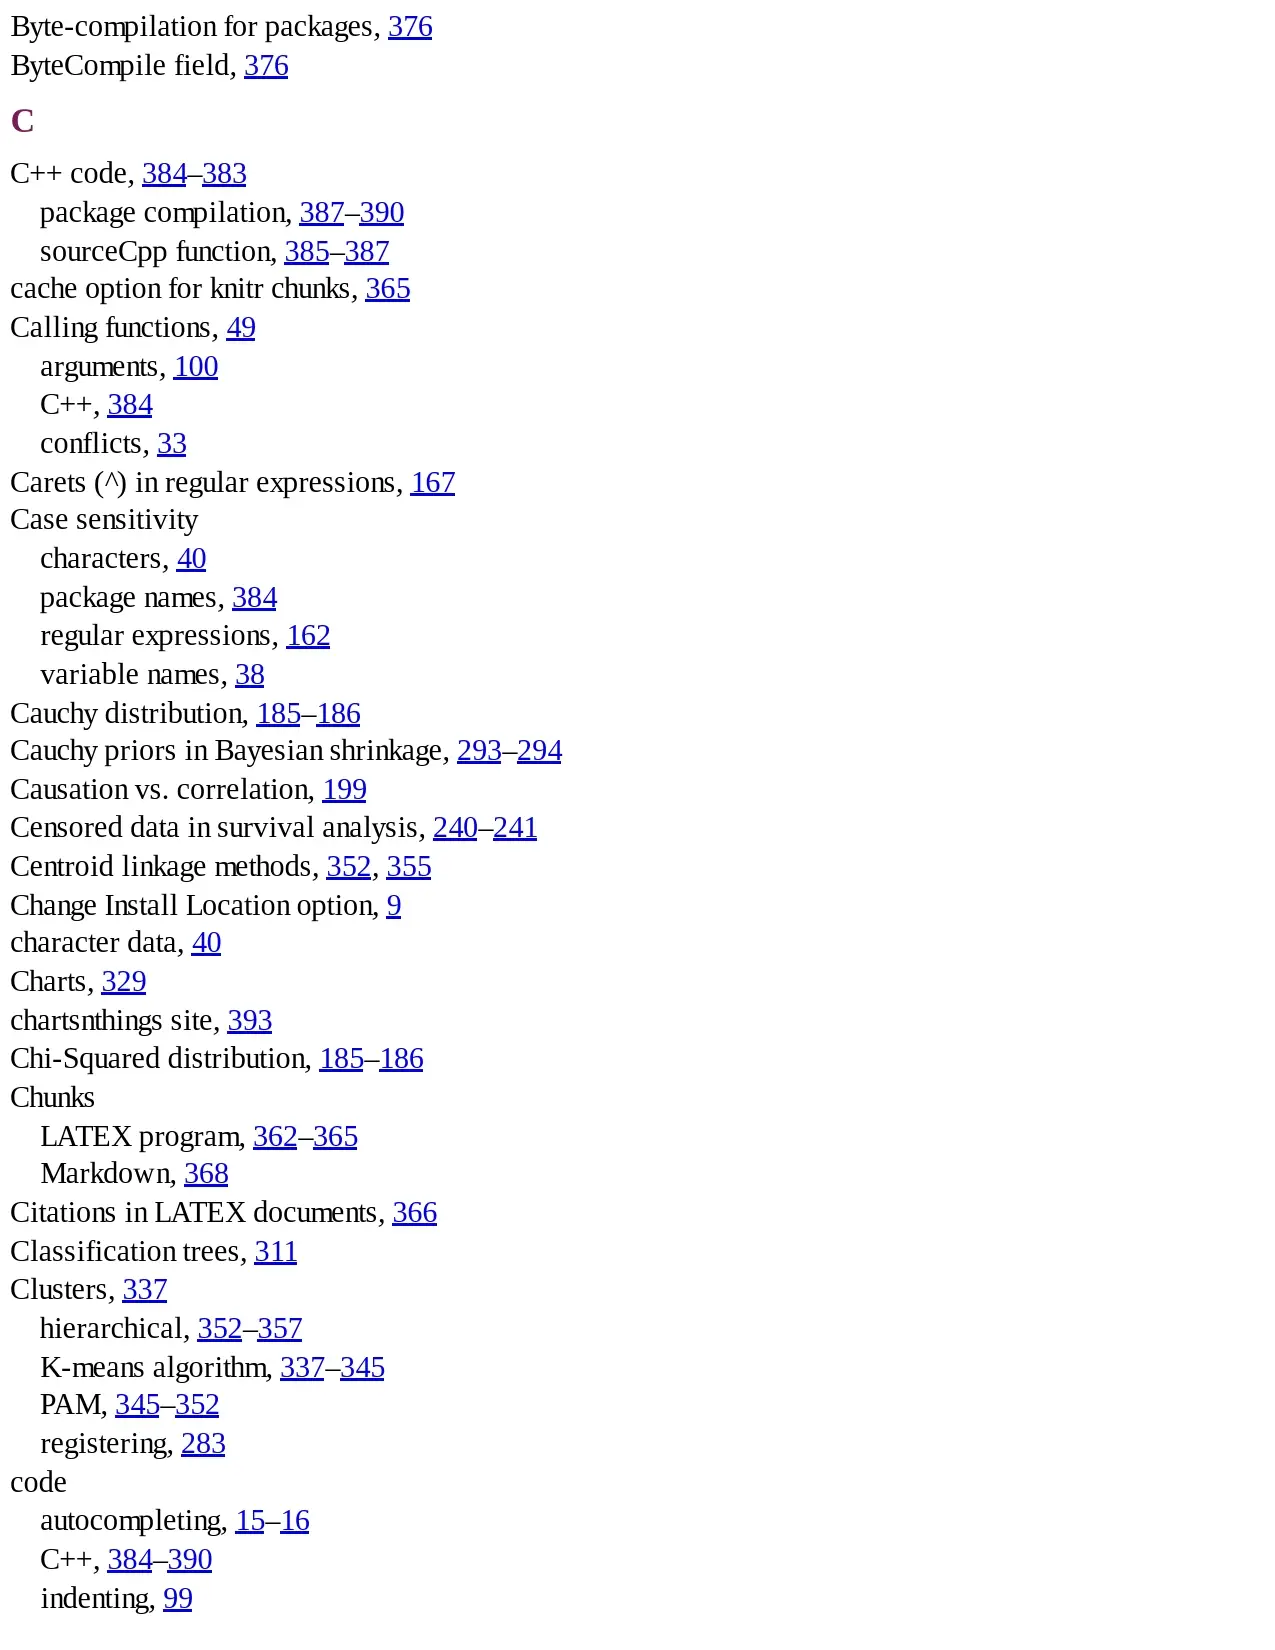 Byte-compilation for packages, 376
ByteCompile field, 376
C
C++ code, 384–383
package compilation, 387–390
sourceCpp function, 385–387
cache option for knitr chunks, 365
Calling functions, 49
arguments, 100
C++, 384
conflicts, 33
Carets (^) in regular expressions, 167
Case sensitivity
characters, 40
package names, 384
regular expressions, 162
variable names, 38
Cauchy distribution, 185–186
Cauchy priors in Bayesian shrinkage, 293–294
Causation vs. correlation, 199
Censored data in survival analysis, 240–241
Centroid linkage methods, 352, 355
Change Install Location option, 9
character data, 40
Charts, 329
chartsnthings site, 393
Chi-Squared distribution, 185–186
Chunks
LATEX program, 362–365
Markdown, 368
Citations in LATEX documents, 366
Classification trees, 311
Clusters, 337
hierarchical, 352–357
K-means algorithm, 337–345
PAM, 345–352
registering, 283
code
autocompleting, 15–16
C++, 384–390
indenting, 99